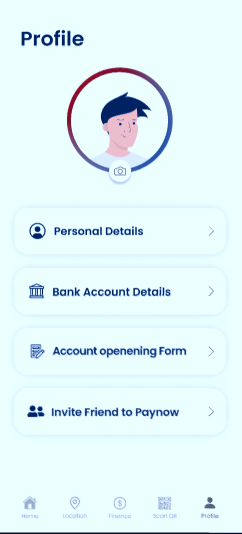 Profile
Personal Details
Bank Account Details
Account openening Form
Invite Friend to Paynow
Home
Location
Finance
Scan QR
Profile